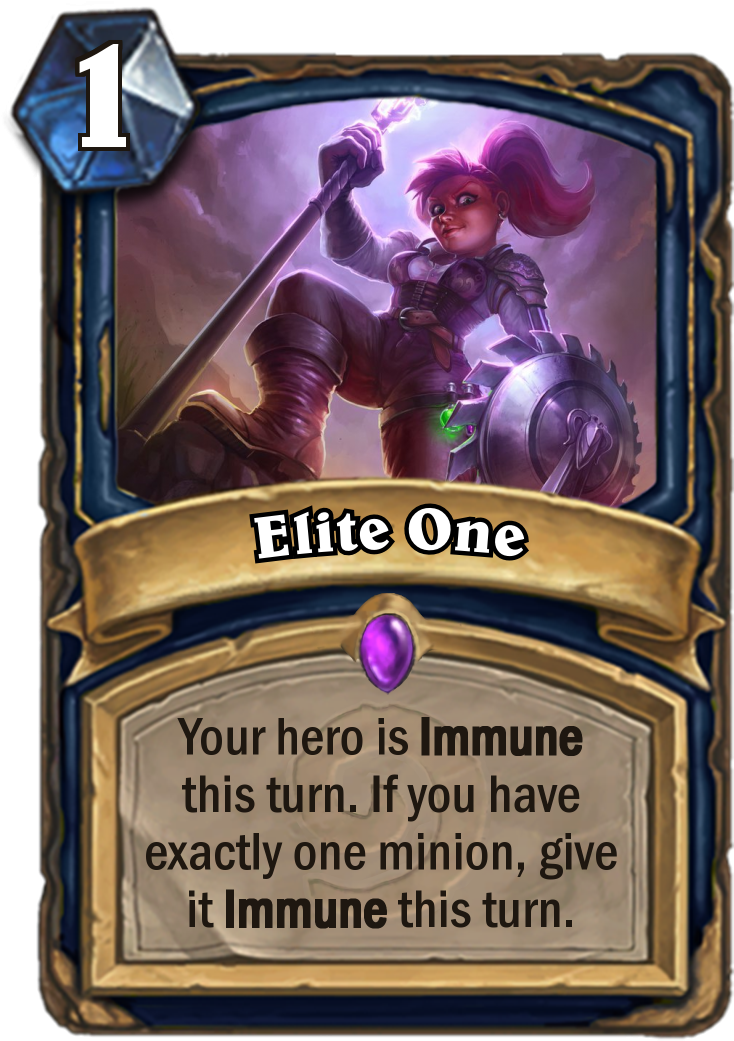 1
Elite One
Your hero is Immune
this turn. If you have
exactly one minion, give
it Immune this turn.